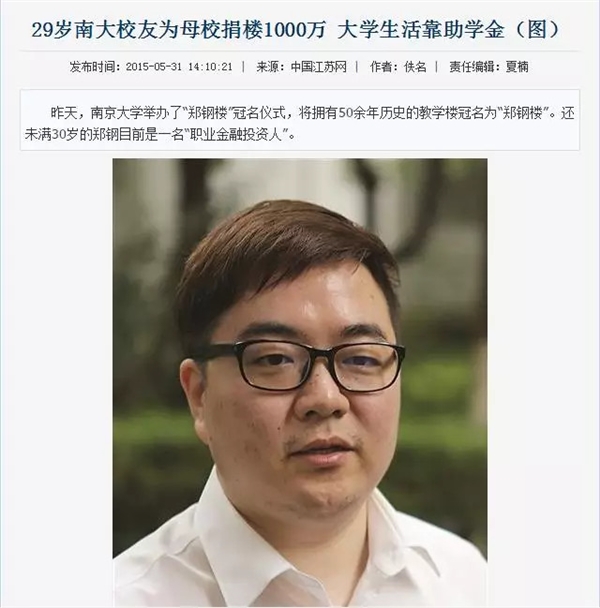 29岁南大校友为母校捐楼1000万 大学生活靠助学金（图）
发布时间：2015-05-31 14:10:21 | 来源：中国江苏网 | 作者：佚名 | 责任编辑：夏楠
昨天，南京大学举办了“郑钢楼”冠名仪式，将拥有50余年历史的教学楼冠名为“郑钢楼”。还
未满30岁的郑钢目前是一名“职业金融投资人”。